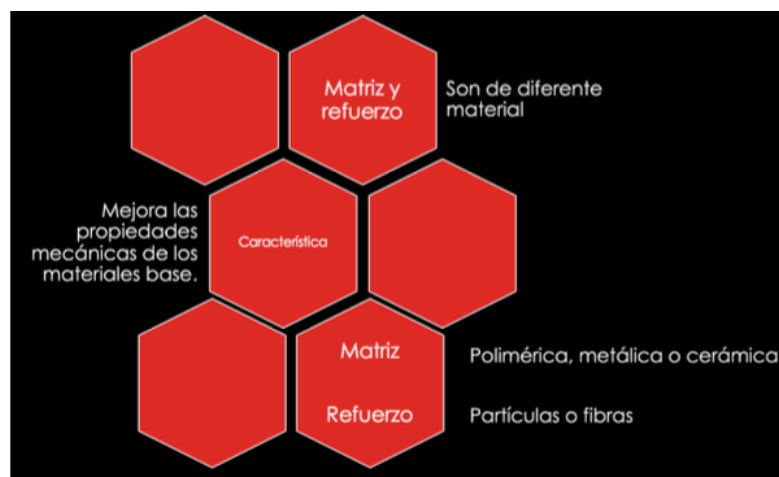 Matriz y
refuerzo
Son de diferente
material
Mejora las
propiedades
mecánicas de los
materiales base.
Característica
Matriz
Polimérica, metálica o cerámica
Refuerzo
Partículas o fibras